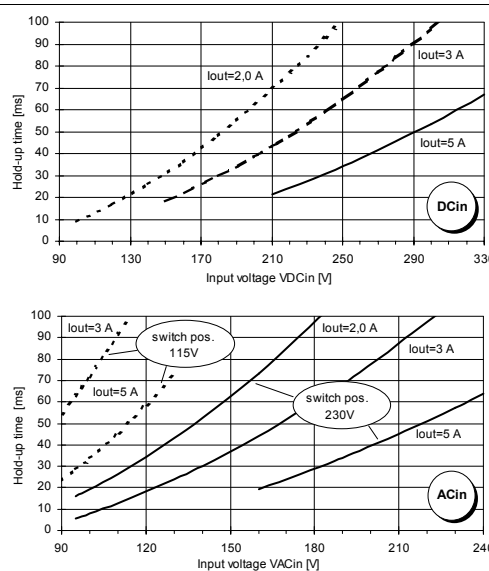 100
90
80
70
60
50
40
30
20
10
0
Hold-up time [ms]
Iout=2,0 A
Iout=3 A
Iout=5 A
DCin
90 130 170 210 250 290 330
Input voltage VDCin [V]
100
90
80
70
60
50
40
30
20
10
0
Hold-up time [ms]
Iout=3 A
switch pos.
115V
Iout=5 A
Iout=2,0 A
Iout=3 A
switch pos.
230V
Iout=5 A
ACin
90 120 150 180 210 240
Input voltage VACin [V]